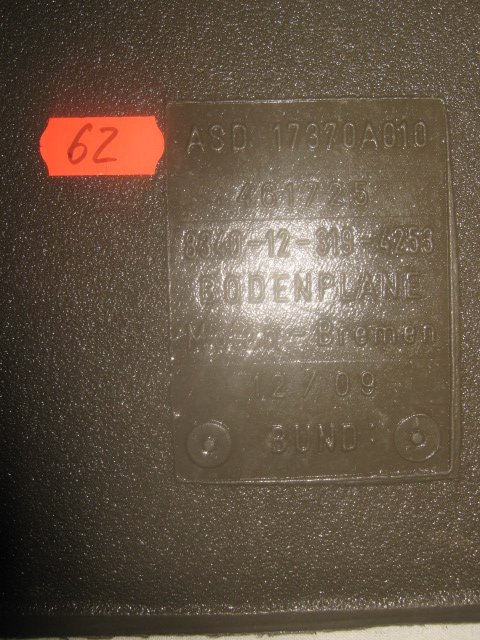 62
ASD 17370A010
461725
8340-12-319-4253
BODENPLANE
-Bremen
12/09
BUND